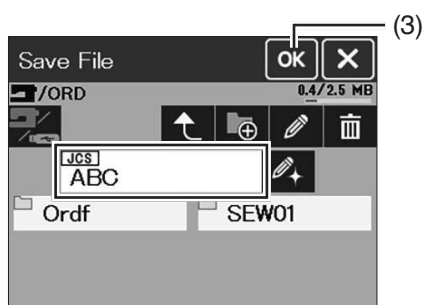 (3)
Save File OK X
/ORD 0.4/2.5 MB
JCS
ABC
Ordf SEW01